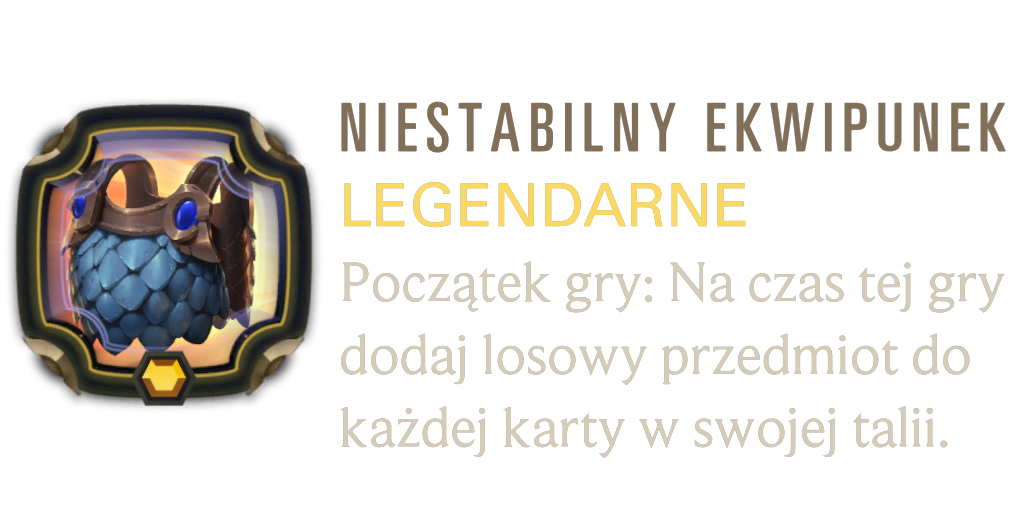 NIESTABILNY EKWIPUNEK
LEGENDARNE
Początek gry: Na czas tej gry
dodaj losowy przedmiot do
każdej karty w swojej talii.